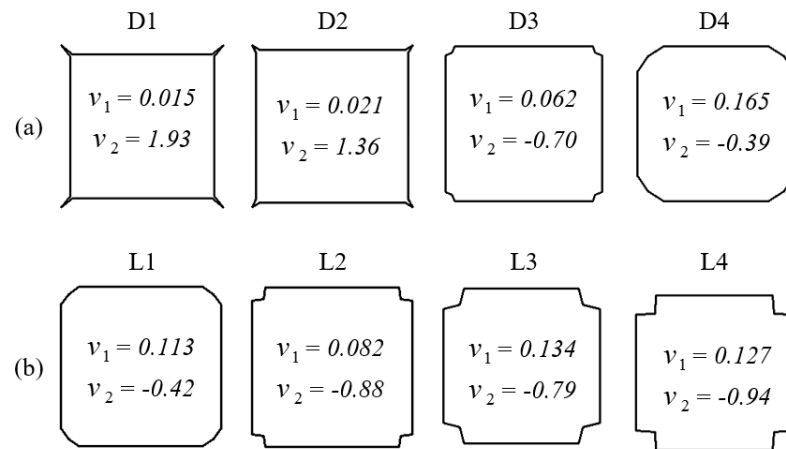 D1 D2 D3 D4
(a)
v₁ = 0.015 v₁ = 0.021 v₁ = 0.062 v₁ = 0.165
v₂ = 1.93 v₂ = 1.36 v₂ = -0.70 v₂ = -0.39
L1 L2 L3 L4
(b)
v₁ = 0.113 v₁ = 0.082 v₁ = 0.134 v₁ = 0.127
v₂ = -0.42 v₂ = -0.88 v₂ = -0.79 v₂ = -0.94